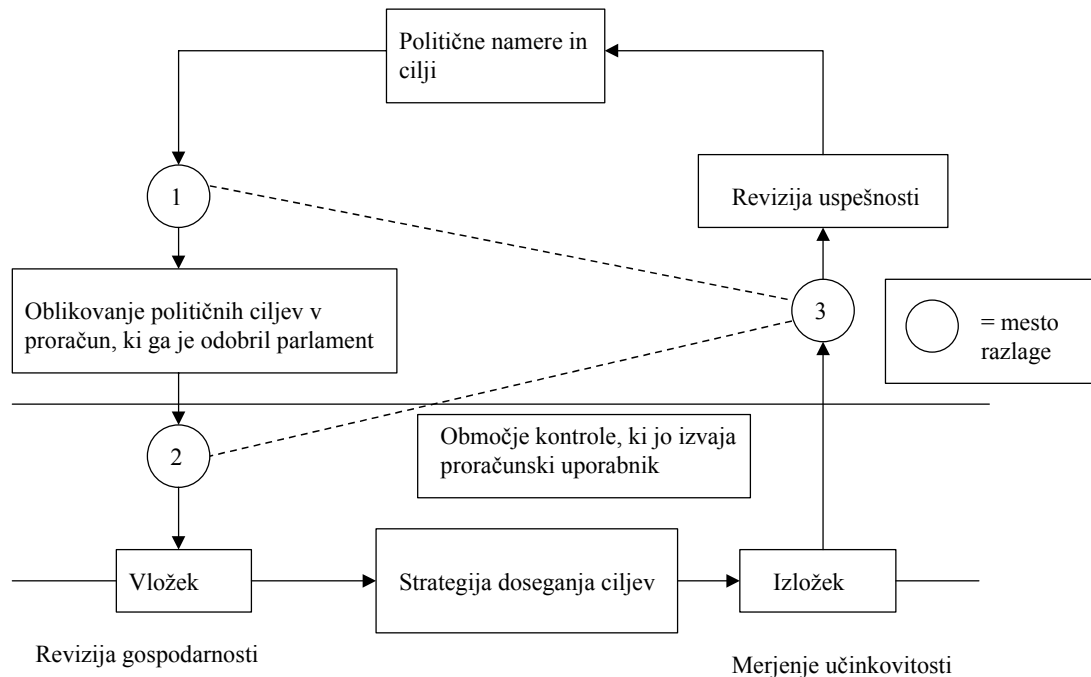 Politične namere in
cilji
1
Revizija uspešnosti
Oblikovanje političnih ciljev v
proračun, ki ga je odobril parlament
3
= mesto
razlage
2
Območje kontrole, ki jo izvaja
proračunski uporabnik
Vložek
Strategija doseganja ciljev
Izložek
Revizija gospodarnosti
Merjenje učinkovitosti